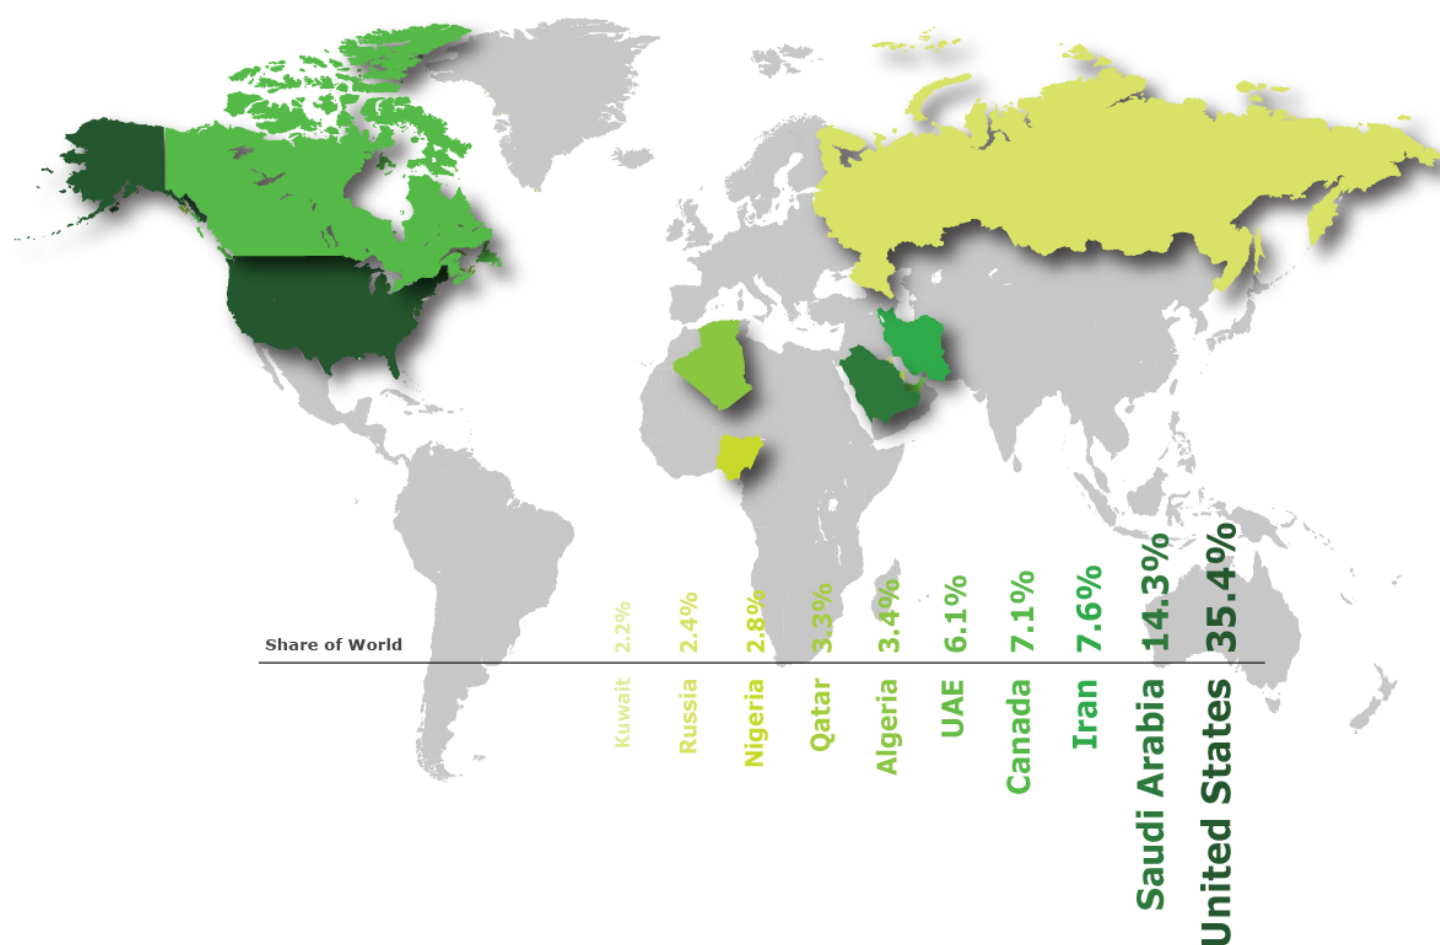 Share of World
2.2%
2.4%
2.8%
3.3%
3.4%
6.1%
7.1%
7.6%
14.3%
35.4%
Kuwait
Russia
Nigeria
Qatar
Algeria
UAE
Canada
Iran
Saudi Arabia
United States